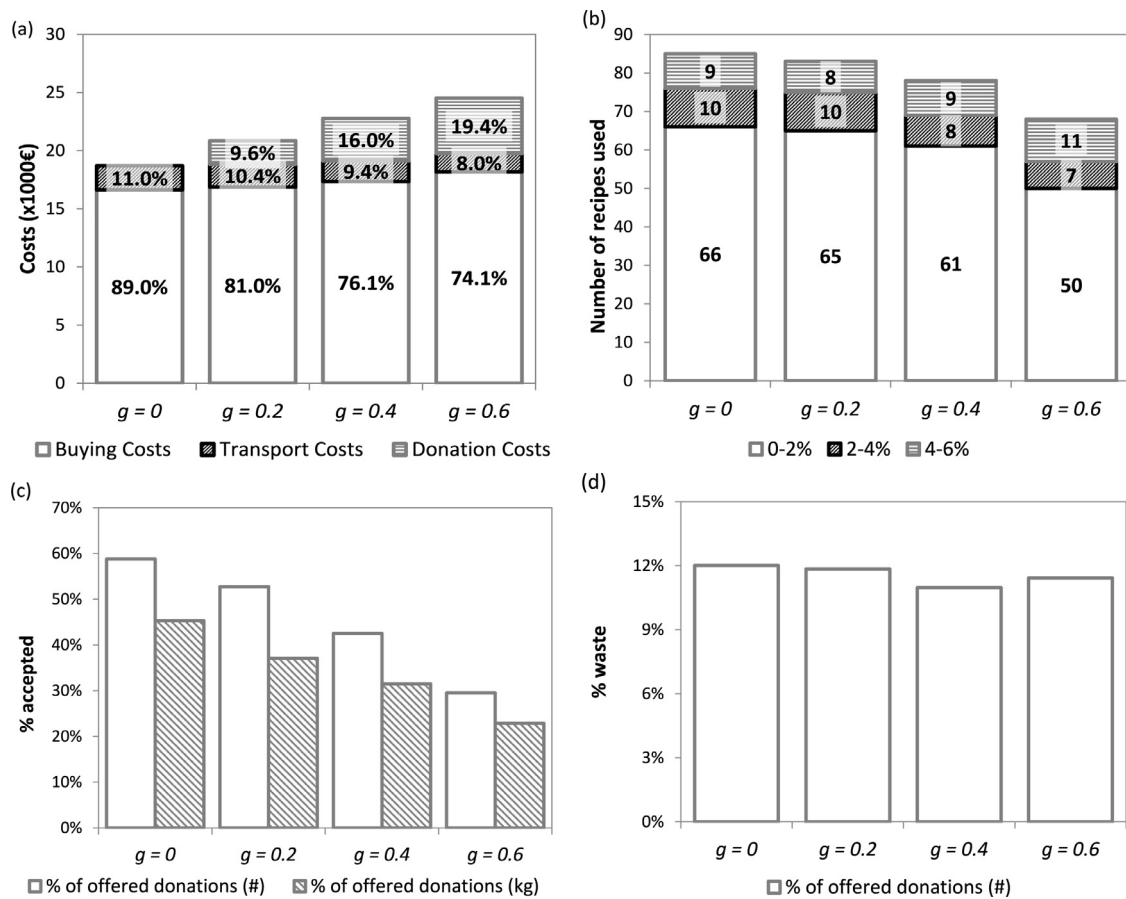 (a)
30
25
20
15
10
5
0
Costs (x1000€)
11.0%
89.0%
9.6%
10.4%
81.0%
16.0%
9.4%
76.1%
19.4%
8.0%
74.1%
g = 0
g = 0.2
g = 0.4
g = 0.6
Buying Costs
Transport Costs
Donation Costs
(b)
90
80
70
60
50
40
30
20
10
0
Number of recipes used
9
10
66
8
10
65
9
8
61
11
7
50
g = 0
g = 0.2
g = 0.4
g = 0.6
0-2%
2-4%
4-6%
(c)
70%
60%
50%
40%
30%
20%
10%
0%
% accepted
g = 0
g = 0.2
g = 0.4
g = 0.6
% of offered donations (#)
% of offered donations (kg)
(d)
15%
12%
9%
6%
3%
0%
% waste
g = 0
g = 0.2
g = 0.4
g = 0.6
% of offered donations (#)